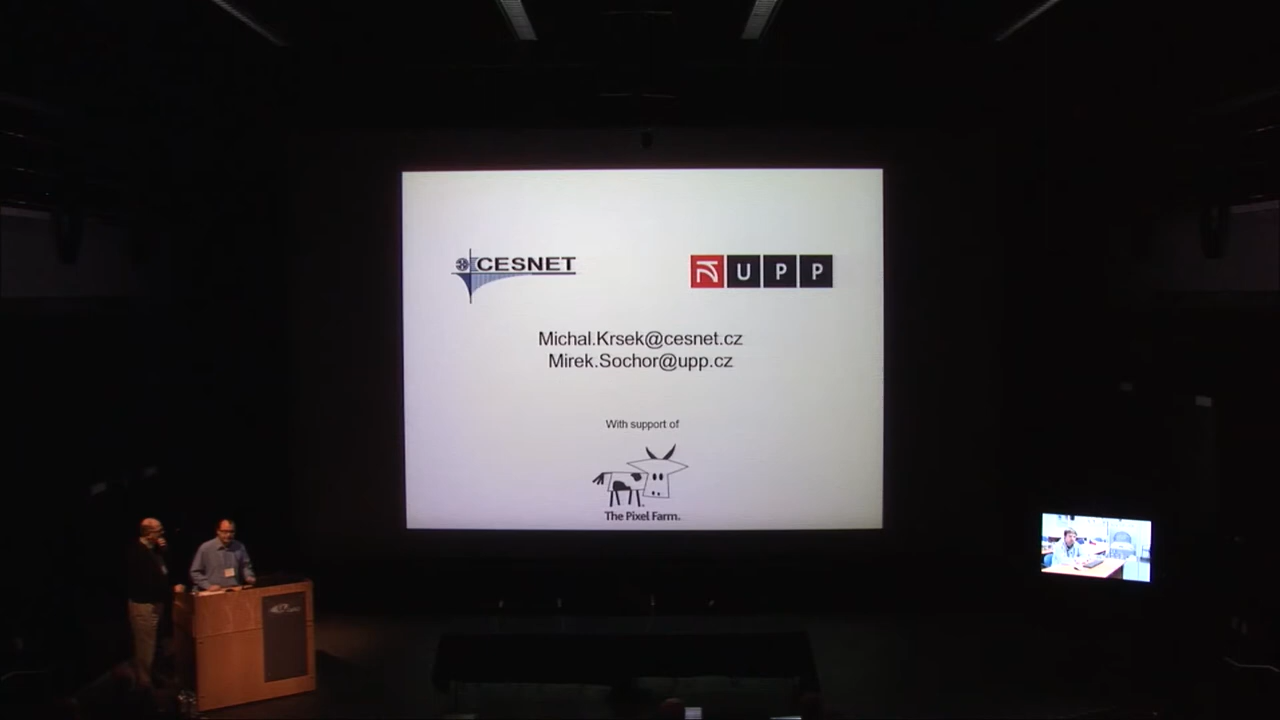 CESNET
UPP
Michal.Krsek@cesnet.cz
Mirek.Sochor@upp.cz
With support of
The Pixel Farm.